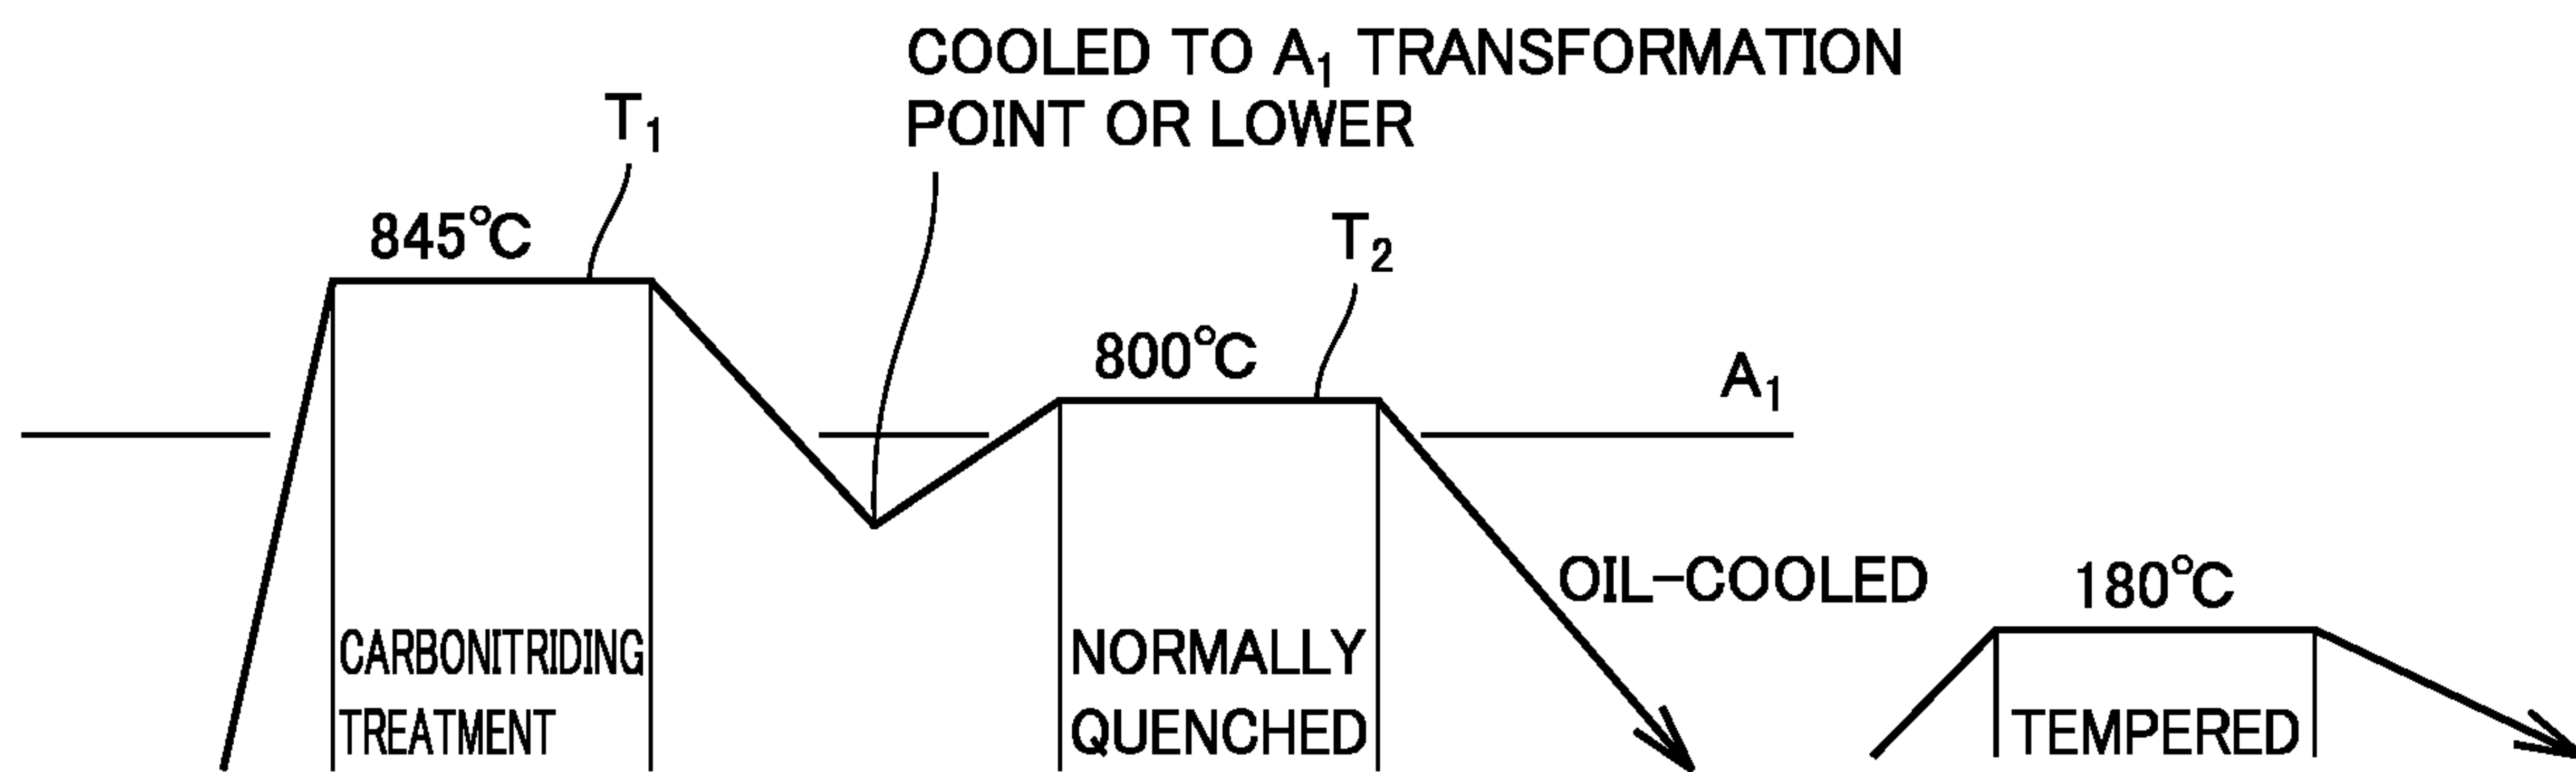 COOLED TO A₁ TRANSFORMATION
POINT OR LOWER
T₁
845°C
T₂
800°C
A₁
OIL-COOLED
180°C
CARBONITRIDING
TREATMENT
NORMALLY
QUENCHED
TEMPERED